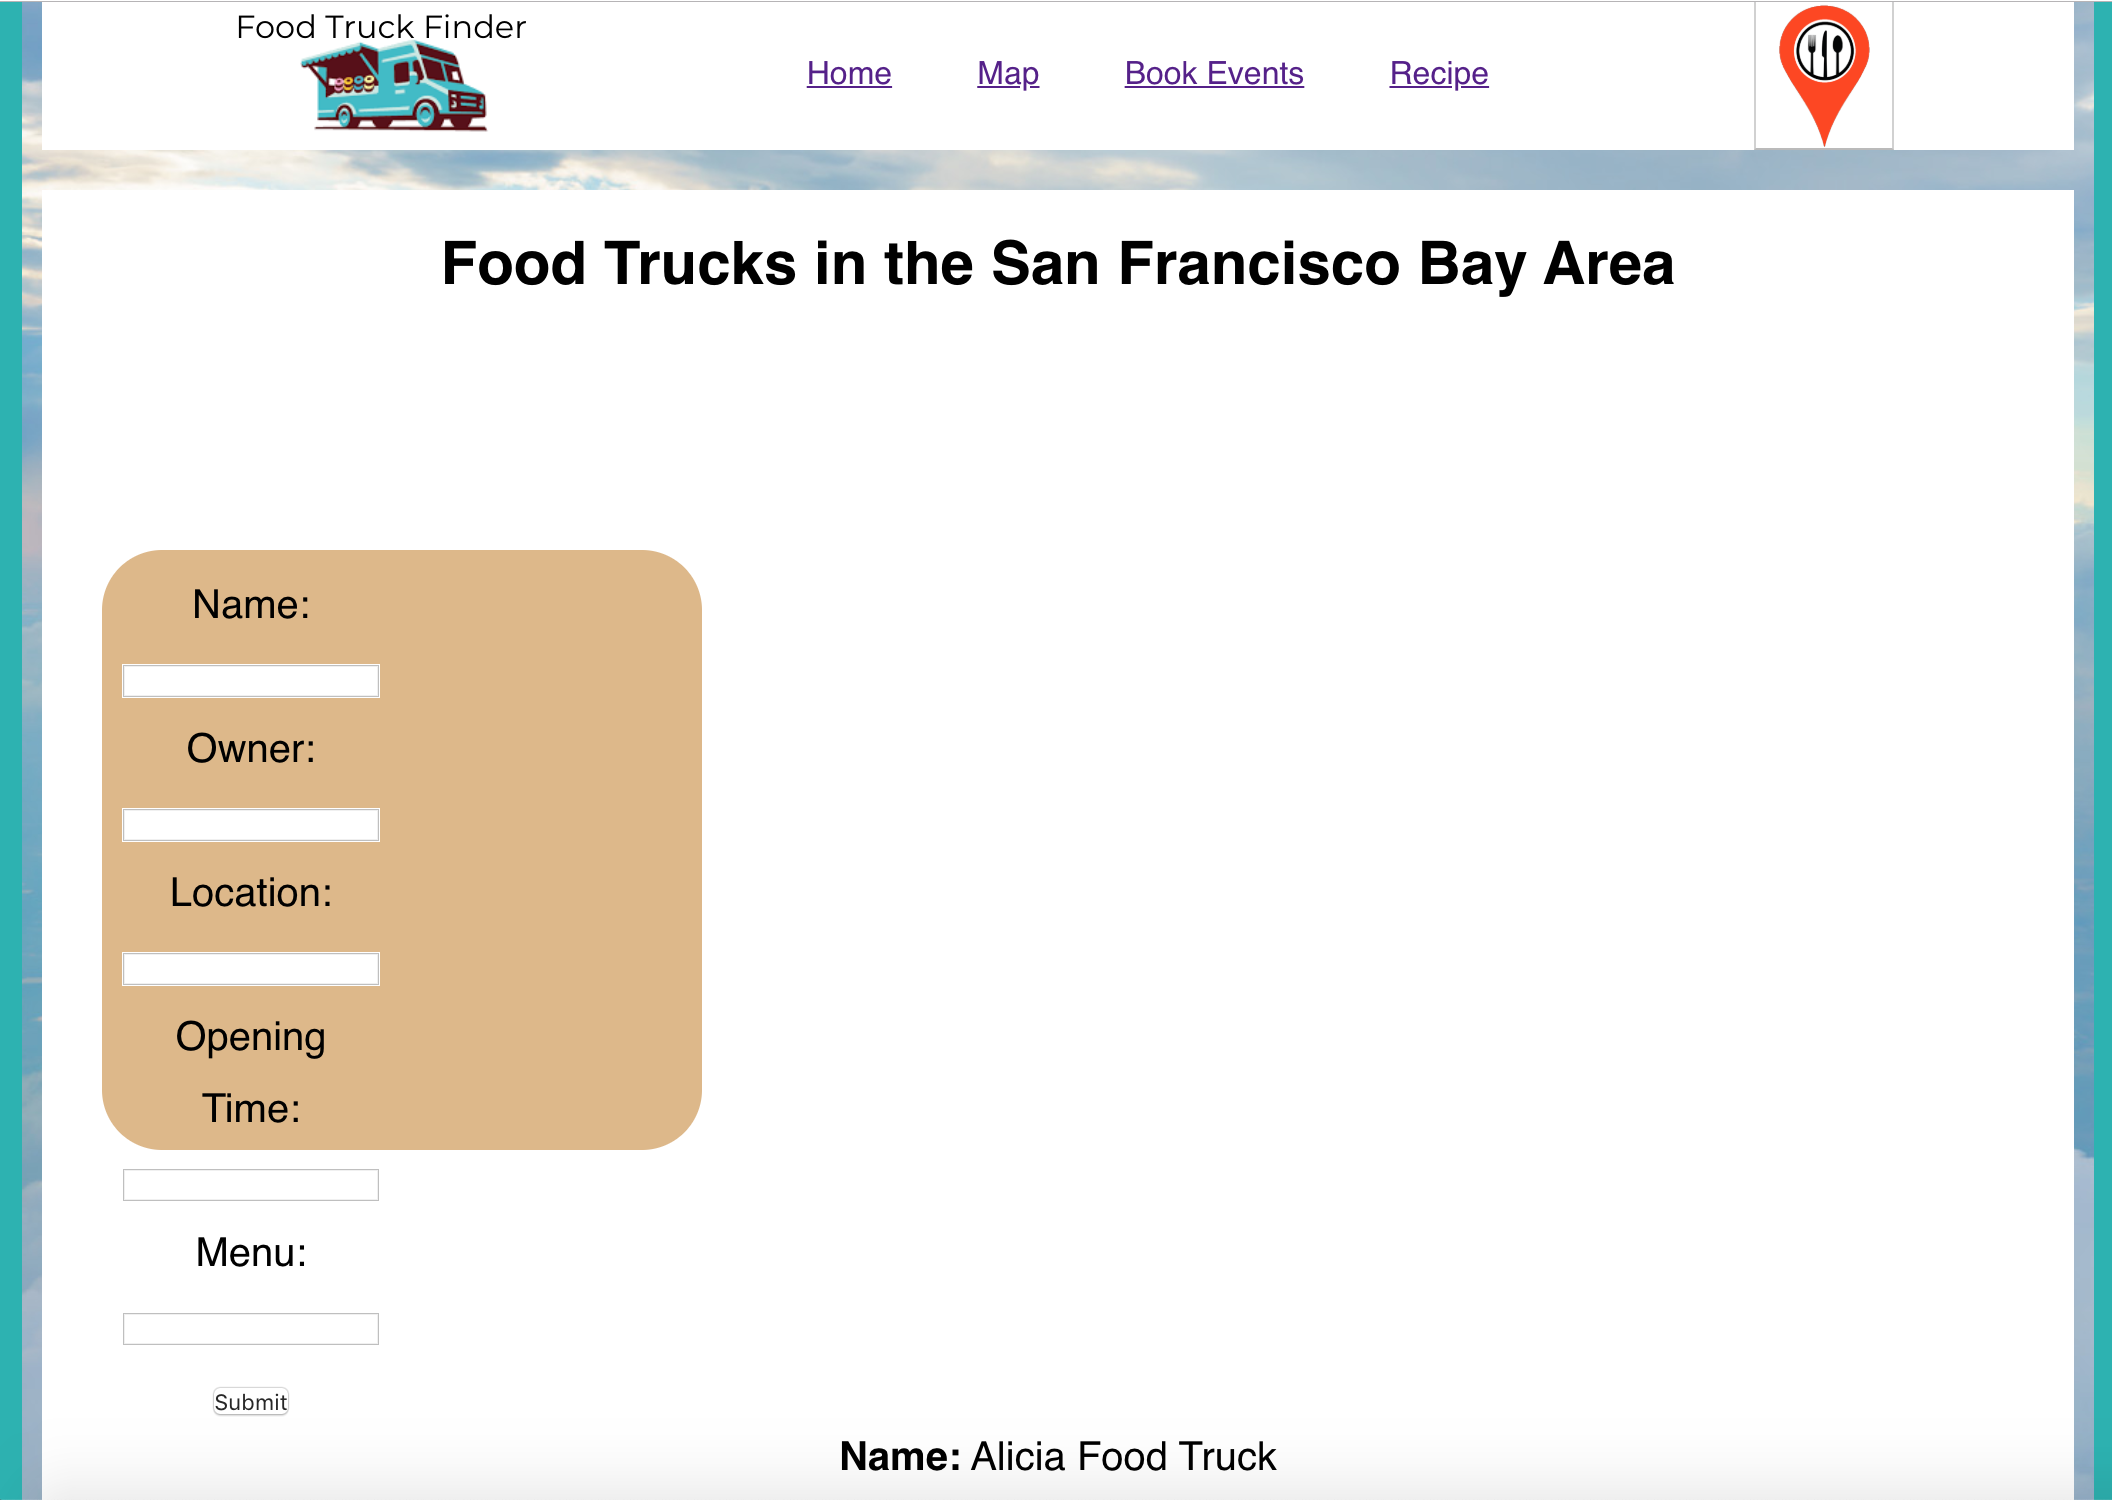 Food Truck Finder
Home Map Book Events Recipe
Food Trucks in the San Francisco Bay Area
Name:
Owner:
Location:
Opening
Time:
Menu:
Submit
Name: Alicia Food Truck